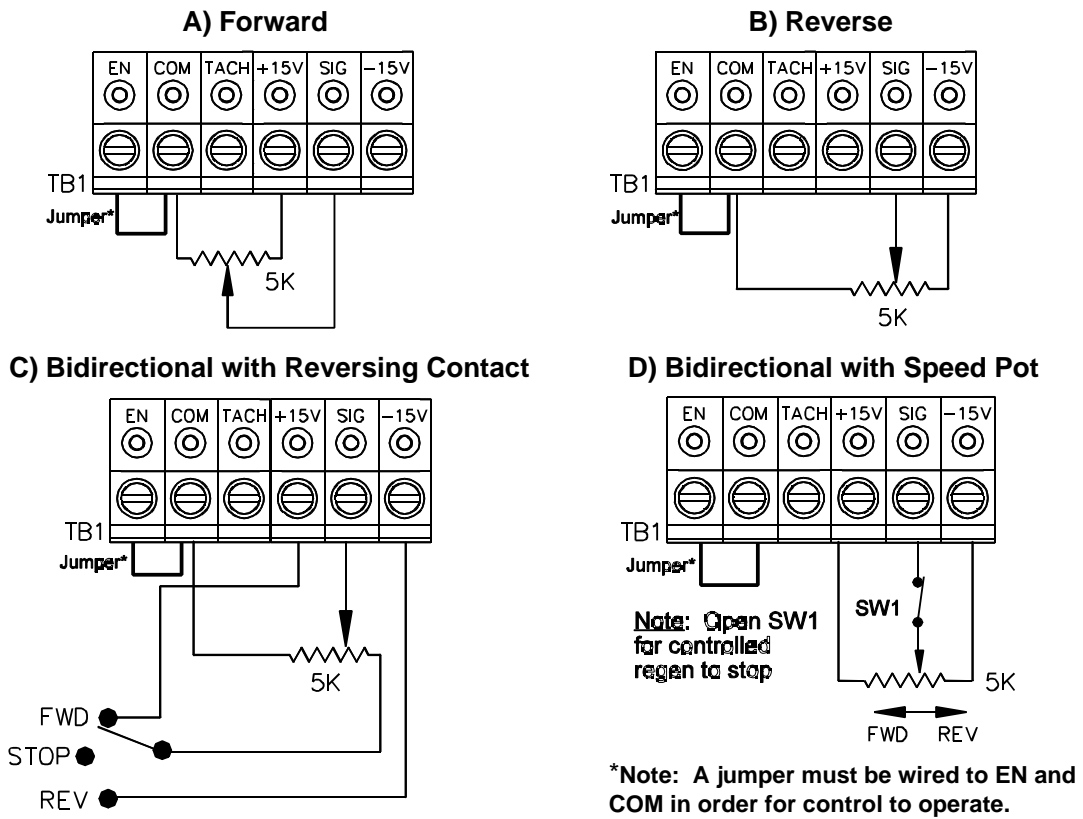 A) Forward
EN COM TACH +15V SIG -15V
TB1
Jumper*
5K
B) Reverse
EN COM TACH +15V SIG -15V
TB1
Jumper*
5K
C) Bidirectional with Reversing Contact
EN COM TACH +15V SIG -15V
TB1
Jumper*
5K
FWD
STOP
REV
D) Bidirectional with Speed Pot
EN COM TACH +15V SIG -15V
TB1
Jumper*
SW1
Note: Open SW1
for controlled
regen to stop
5K
FWD REV
*Note: A jumper must be wired to EN and
COM in order for control to operate.